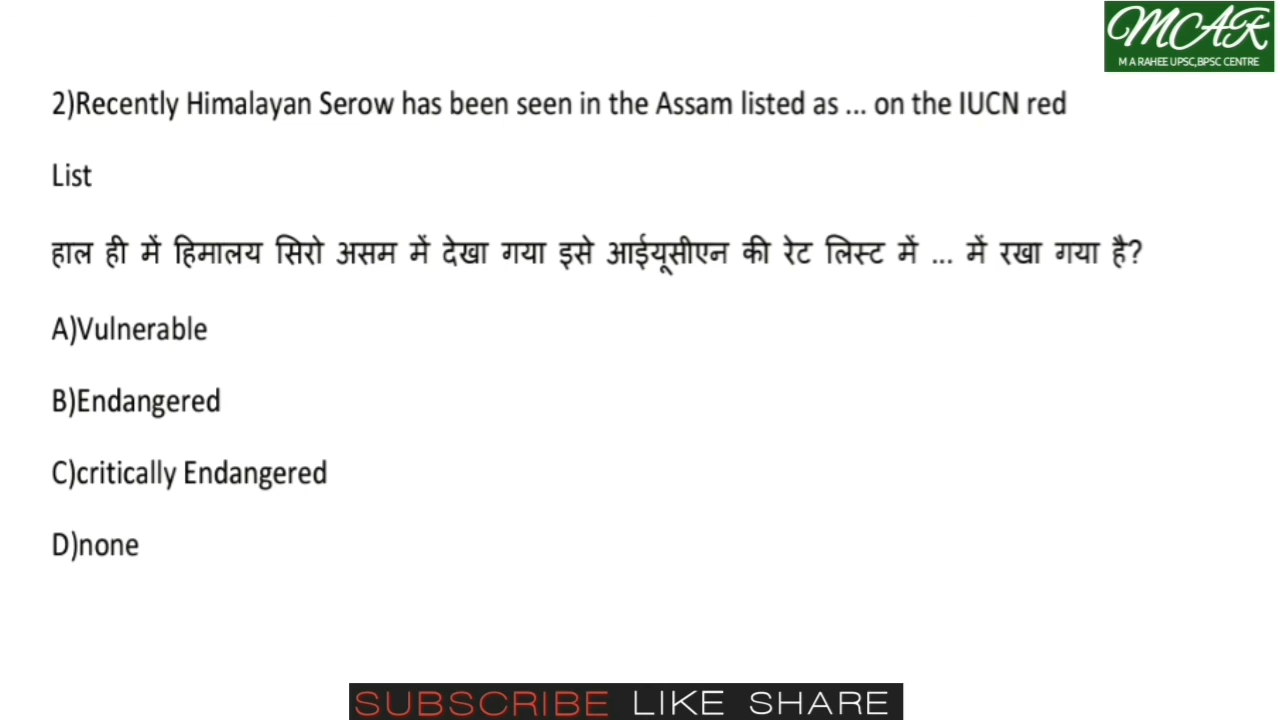 MCAR
M A RAHEE UPSC,BPSC CENTRE
2)Recently Himalayan Serow has been seen in the Assam listed as ... on the IUCN red
List
हाल ही में हिमालय सिरो असम में देखा गया इसे आईयूसीएन की रेट लिस्ट में ... में रखा गया है?
A)Vulnerable
B)Endangered
C)critically Endangered
D)none
SUBSCRIBE LIKE SHARE